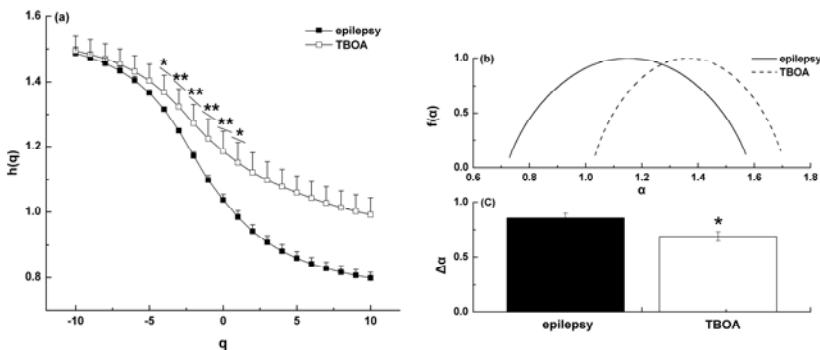 (a)
epilepsy
TBOA
*
**
**
**
**
*
1.6
1.4
1.2
1.0
0.8
h(q)
-10 -5 0 5 10
q
(b)
epilepsy
TBOA
1.0
0.5
0.0
f(α)
0.6 0.8 1.0 1.2 1.4 1.6 1.8
α
(C)
*
1.0
0.5
0.0
Δα
epilepsy TBOA